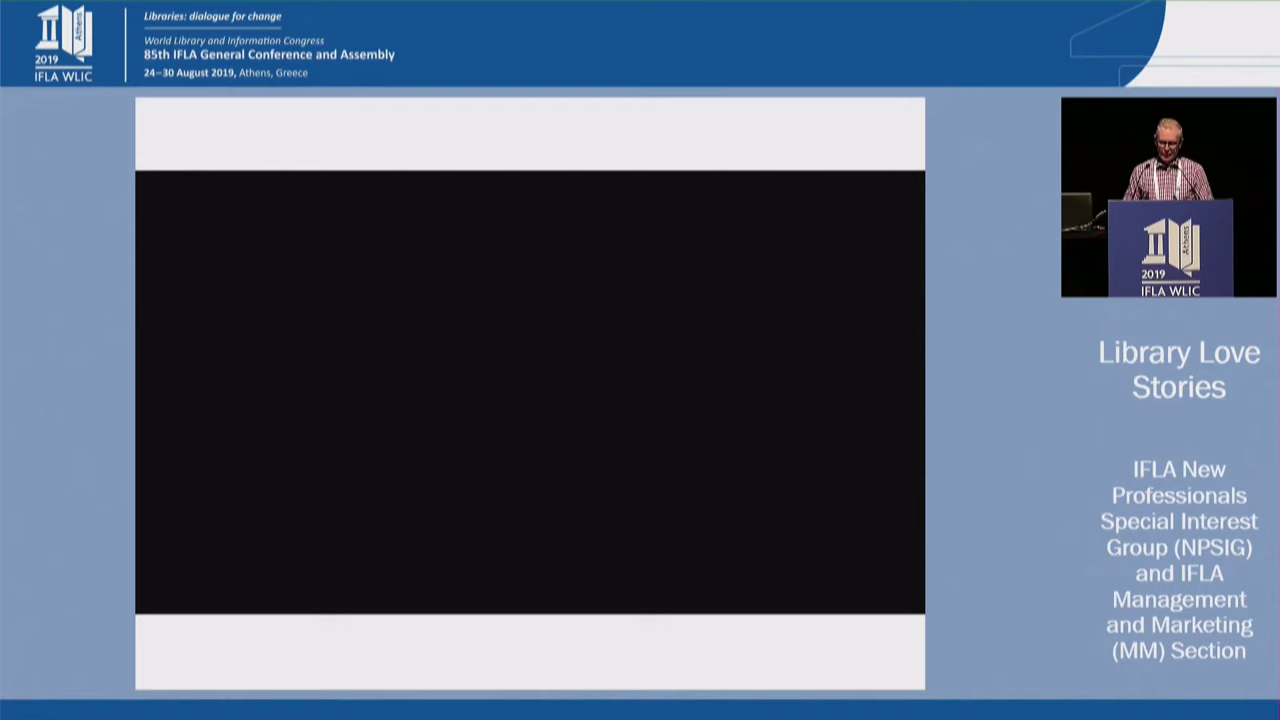 Athens
2019
IFLA WLIC
Libraries: dialogue for change
World Library and Information Congress
85th IFLA General Conference and Assembly
24–30 August 2019, Athens, Greece
Athens
2019
IFLA WLIC
Library Love
Stories
IFLA New
Professionals
Special Interest
Group (NPSIG)
and IFLA
Management
and Marketing
(MM) Section